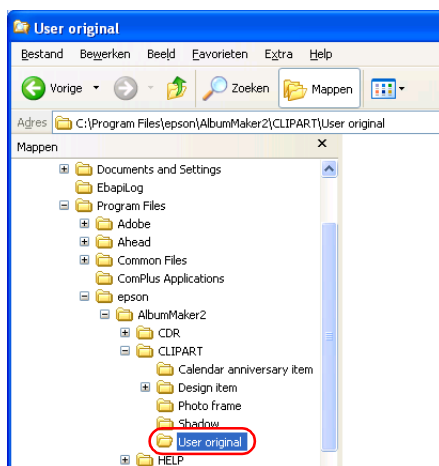 User original
Bestand Bewerken Beeld Favorieten Extra Help
Vorige Zoeken Mappen
Adres C:\Program Files\epson\AlbumMaker2\CLIPART\User original
Mappen
Documents and Settings
EbapiLog
Program Files
Adobe
Ahead
Common Files
ComPlus Applications
epson
AlbumMaker2
CDR
CLIPART
Calendar anniversary item
Design item
Photo frame
Shadow
User original
HELP